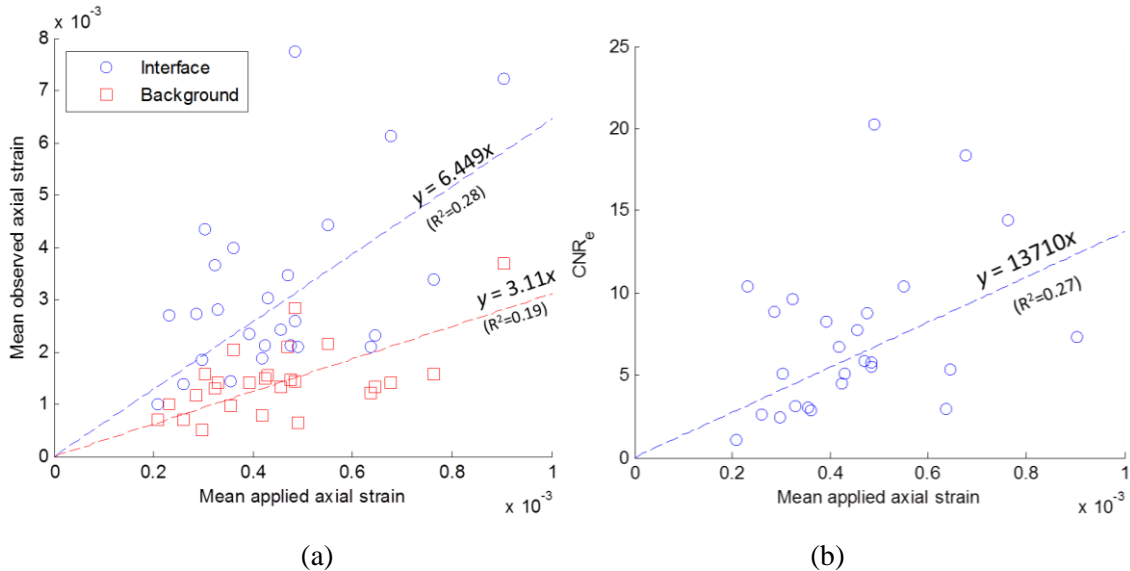 × 10⁻³
8
7
6
5
4
3
2
1
0
Mean observed axial strain
Interface
Background
y = 6.449x
(R²=0.28)
y = 3.11x
(R²=0.19)
0 0.2 0.4 0.6 0.8 1
Mean applied axial strain
× 10⁻³
(a)
25
20
15
10
5
0
CNRₑ
y = 13710x
(R²=0.27)
0 0.2 0.4 0.6 0.8 1
Mean applied axial strain
× 10⁻³
(b)